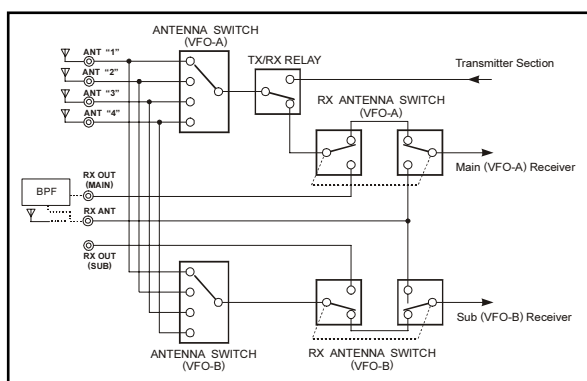 ANTENNA SWITCH
(VFO-A)
ANT “1”
ANT “2”
ANT “3”
ANT “4”
TX/RX RELAY
Transmitter Section
RX ANTENNA SWITCH
(VFO-A)
Main (VFO-A) Receiver
RX OUT
(MAIN)
BPF
RX ANT
RX OUT
(SUB)
Sub (VFO-B) Receiver
ANTENNA SWITCH
(VFO-B)
RX ANTENNA SWITCH
(VFO-B)